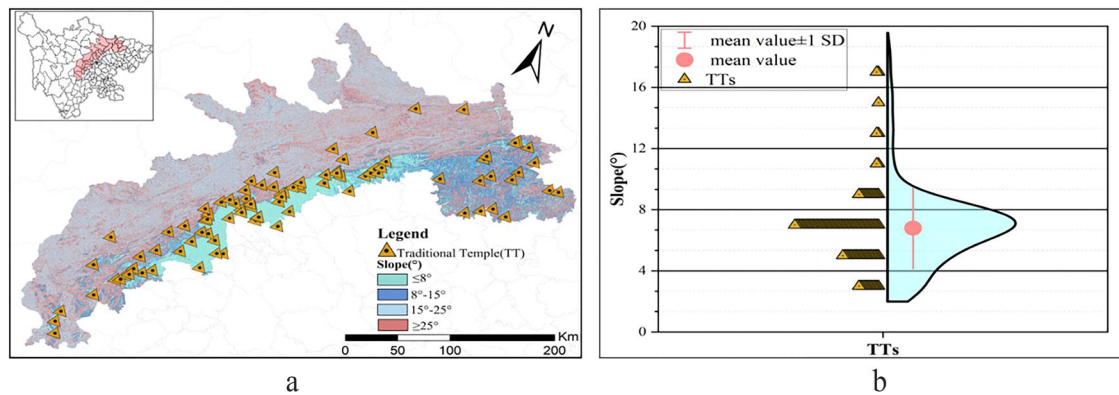 N
Legend
Traditional Temple(TT)
Slope(°)
≤8°
8°-15°
15°-25°
≥25°
Km
0 50 100 200
a
20
16
12
8
4
0
Slope(°)
mean value±1 SD
mean value
TTs
TTs
b